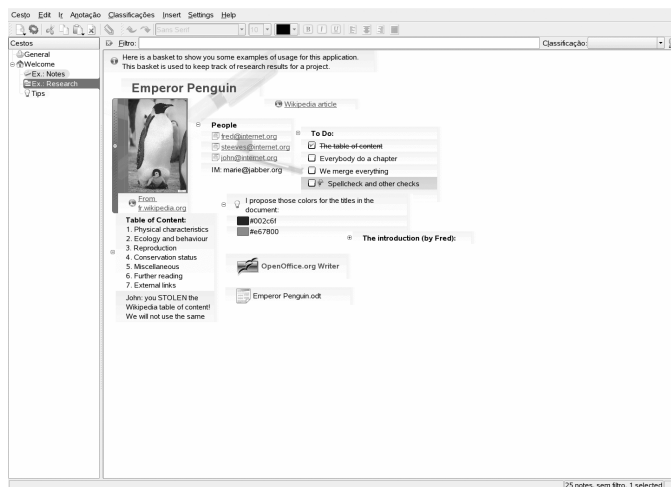 Cesto Edit Ir Anotação Classificações Insert Settings Help
Sans Serif
10
Cestos
Filtro:
Classificação:
General
Welcome
Ex.: Notes
Ex.: Research
Tips
Here is a basket to show you some examples of usage for this application.
This basket is used to keep track of research results for a project.
Emperor Penguin
Wikipedia article
People
fred@internet.org
steeves@internet.org
john@internet.org
IM: marie@jabber.org
To Do:
The table of content
Everybody do a chapter
We merge everything
Spellcheck and other checks
From
fr.wikipedia.org
I propose those colors for the titles in the
document:
#002c6f
#e67800
Table of Content:
1. Physical characteristics
2. Ecology and behaviour
3. Reproduction
4. Conservation status
5. Miscellaneous
6. Further reading
7. External links
The introduction (by Fred):
OpenOffice.org Writer
Emperor Penguin.odt
John: you STOLEN the
Wikipedia table of content!
We will not use the same
25 notes, sem filtro, 1 selected